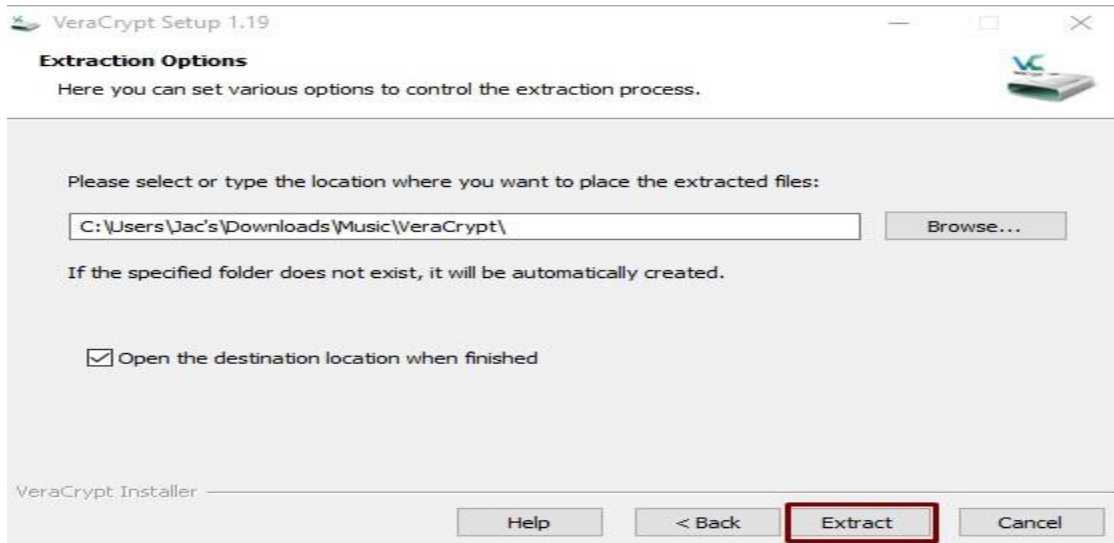 VeraCrypt Setup 1.19
Extraction Options
Here you can set various options to control the extraction process.
VC
Please select or type the location where you want to place the extracted files:
C:\Users\Jac's\Downloads\Music\VeraCrypt\
Browse...
If the specified folder does not exist, it will be automatically created.
Open the destination location when finished
VeraCrypt Installer
Help
< Back
Extract
Cancel